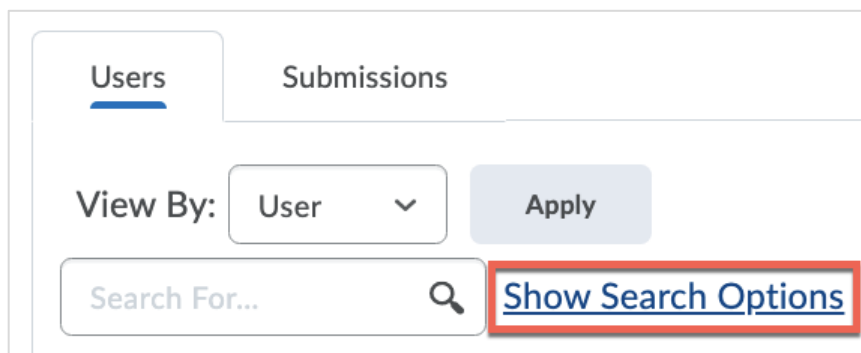 Users Submissions
View By: User Apply
Search For... Show Search Options